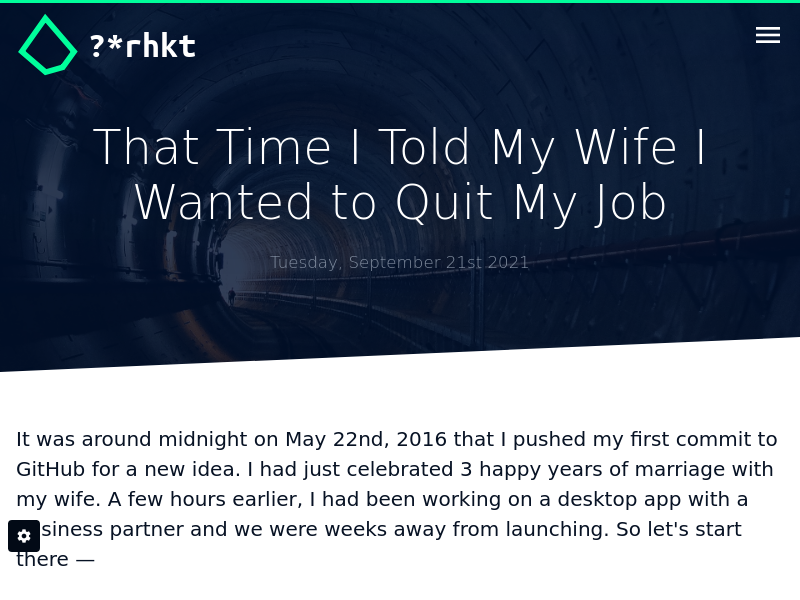 ?*rhkt
That Time I Told My Wife I
Wanted to Quit My Job
Tuesday, September 21st 2021
It was around midnight on May 22nd, 2016 that I pushed my first commit to
GitHub for a new idea. I had just celebrated 3 happy years of marriage with
my wife. A few hours earlier, I had been working on a desktop app with a
siness partner and we were weeks away from launching. So let's start
there —